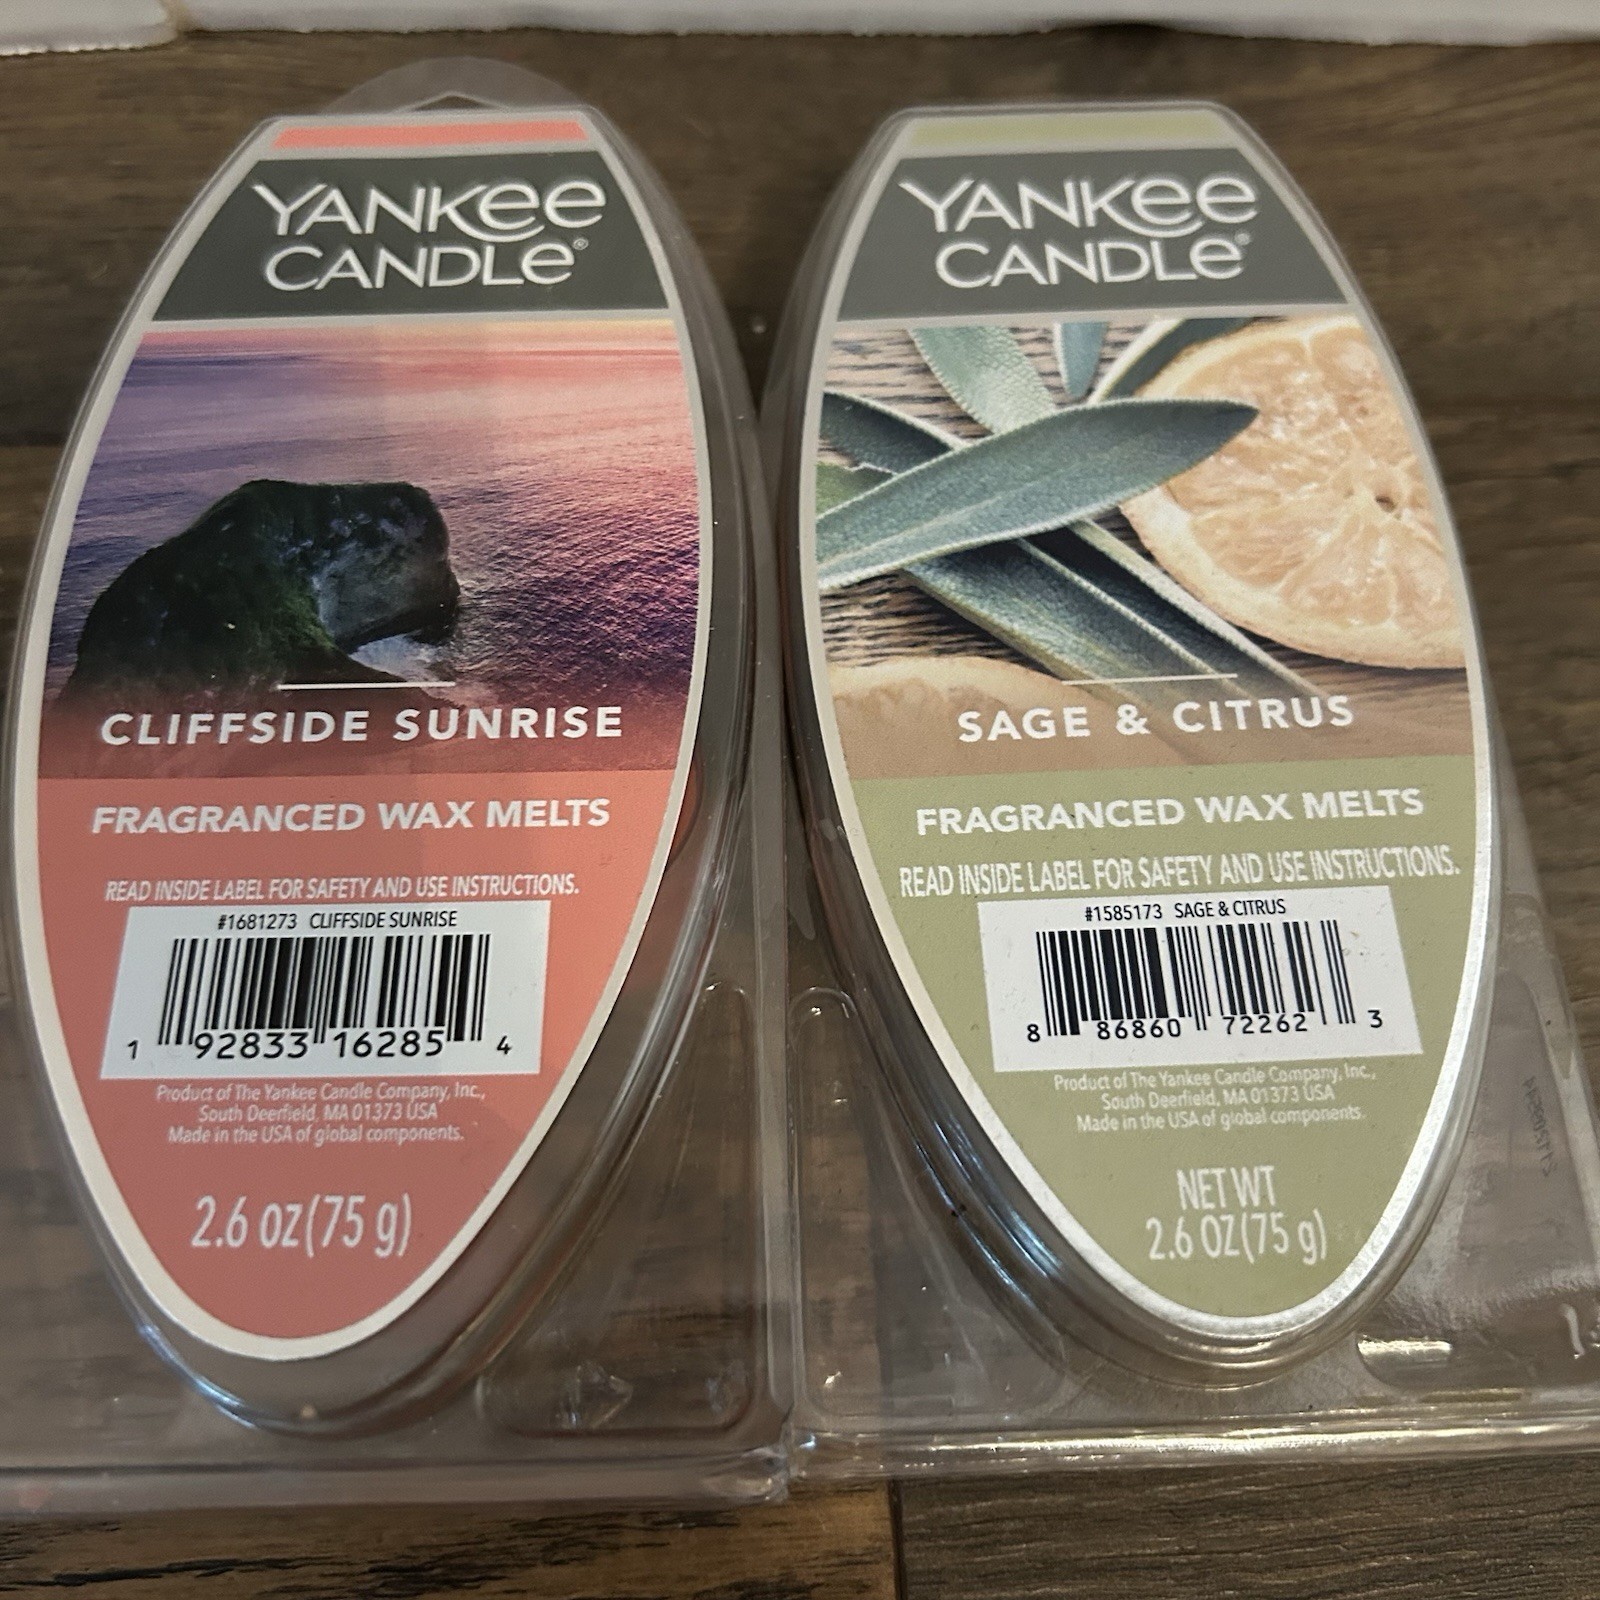 YANKEE
CANDLE®
CLIFFSIDE SUNRISE
FRAGRANCED WAX MELTS
READ INSIDE LABEL FOR SAFETY AND USE INSTRUCTIONS.
#1681273 CLIFFSIDE SUNRISE
1 92833 16285 4
Product of The Yankee Candle Company, Inc.,
South Deerfield, MA 01373 USA
Made in the USA of global components.
2.6 oz(75 g)
YANKEE
CANDLE®
SAGE & CITRUS
FRAGRANCED WAX MELTS
READ INSIDE LABEL FOR SAFETY AND USE INSTRUCTIONS.
#1585173 SAGE & CITRUS
8 86860 72262 3
Product of The Yankee Candle Company, Inc.,
South Deerfield, MA 01373 USA
Made in the USA of global components.
NET WT
2.6 OZ(75 g)